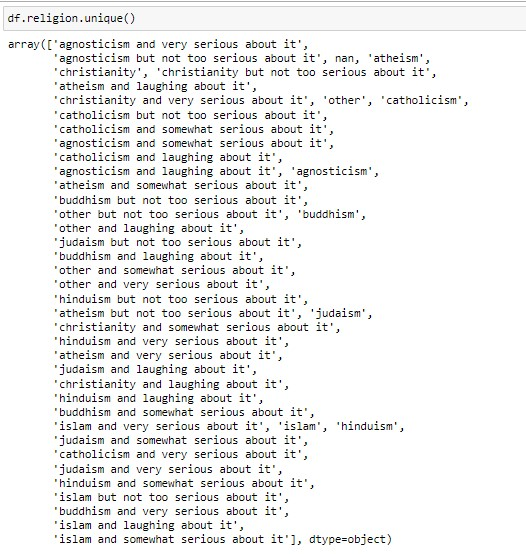 df.religion.unique()
array(['agnosticism and very serious about it',
'agnosticism but not too serious about it', nan, 'atheism',
'christianity', 'christianity but not too serious about it',
'atheism and laughing about it',
'christianity and very serious about it', 'other', 'catholicism',
'catholicism but not too serious about it',
'catholicism and somewhat serious about it',
'agnosticism and somewhat serious about it',
'catholicism and laughing about it',
'agnosticism and laughing about it', 'agnosticism',
'atheism and somewhat serious about it',
'buddhism but not too serious about it',
'other but not too serious about it', 'buddhism',
'other and laughing about it',
'judaism but not too serious about it',
'buddhism and laughing about it',
'other and somewhat serious about it',
'other and very serious about it',
'hinduism but not too serious about it',
'atheism but not too serious about it', 'judaism',
'christianity and somewhat serious about it',
'hinduism and very serious about it',
'atheism and very serious about it',
'judaism and laughing about it',
'christianity and laughing about it',
'hinduism and laughing about it',
'buddhism and somewhat serious about it',
'islam and very serious about it', 'islam', 'hinduism',
'judaism and somewhat serious about it',
'catholicism and very serious about it',
'judaism and very serious about it',
'hinduism and somewhat serious about it',
'islam but not too serious about it',
'buddhism and very serious about it',
'islam and laughing about it',
'islam and somewhat serious about it'], dtype=object)